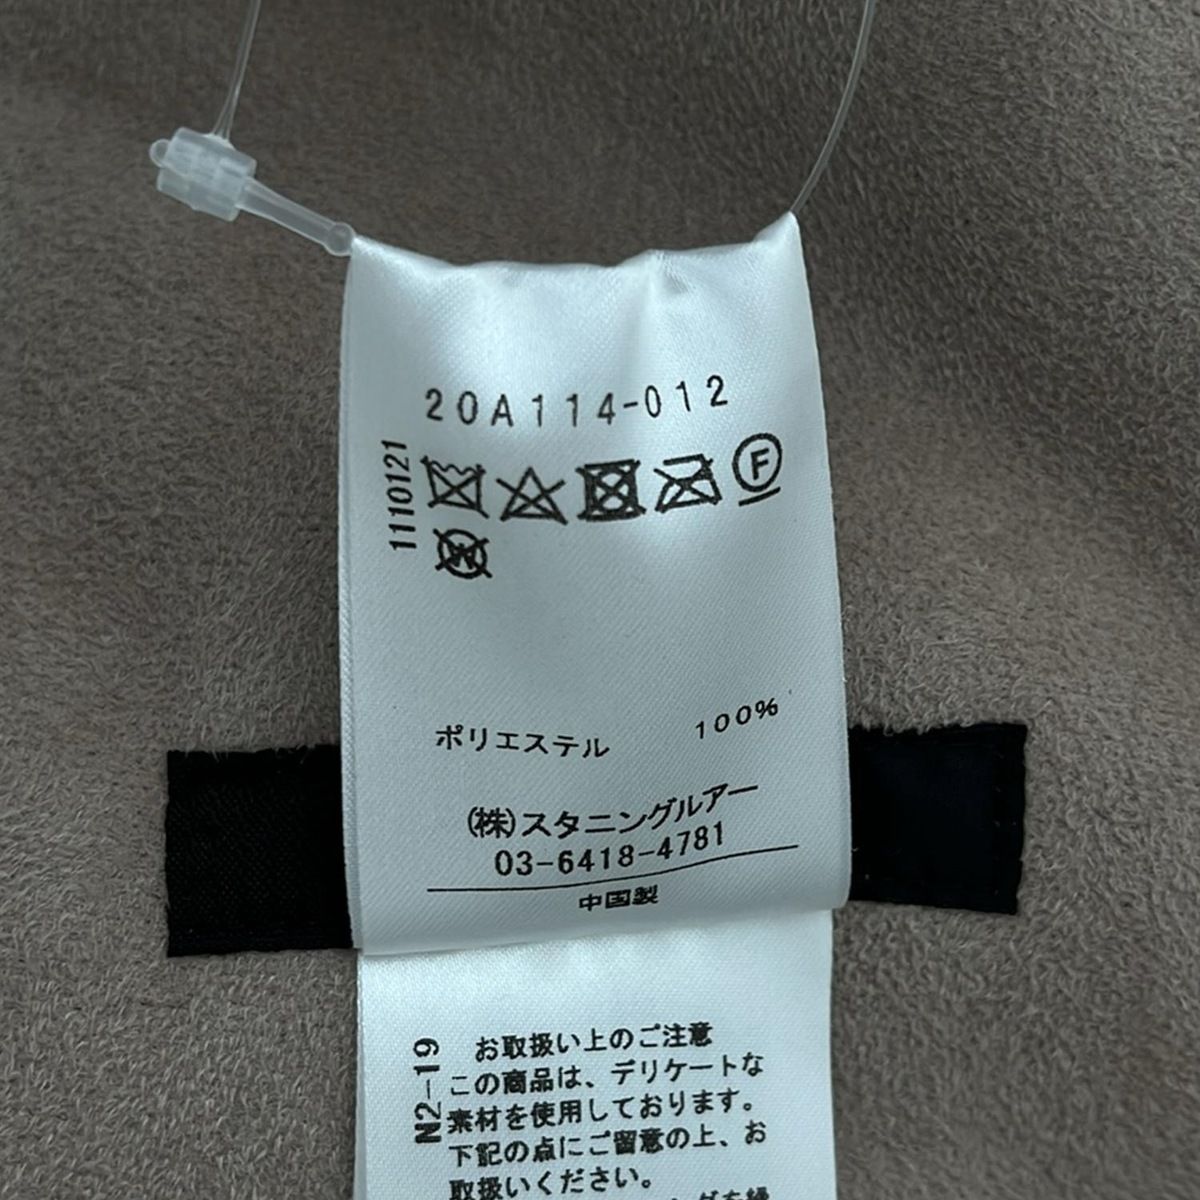 20A114-012
1110121
F
W
ポリエステル 100%
(株)スタニングルアー
03-6418-4781
中国製
N2-19
お取扱い上のご注意
この商品は、デリケートな
素材を使用しております。
下記の点にご留意の上、お
取扱いください。